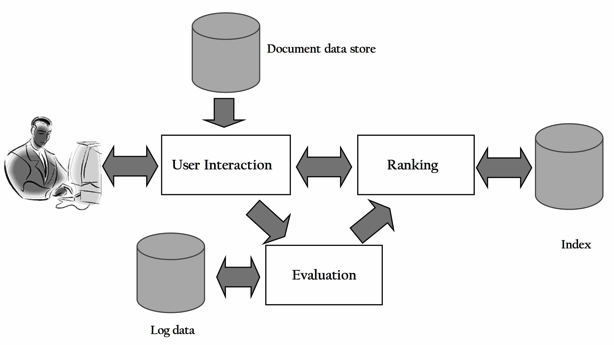 Document data store
User Interaction
Ranking
Index
Evaluation
Log data